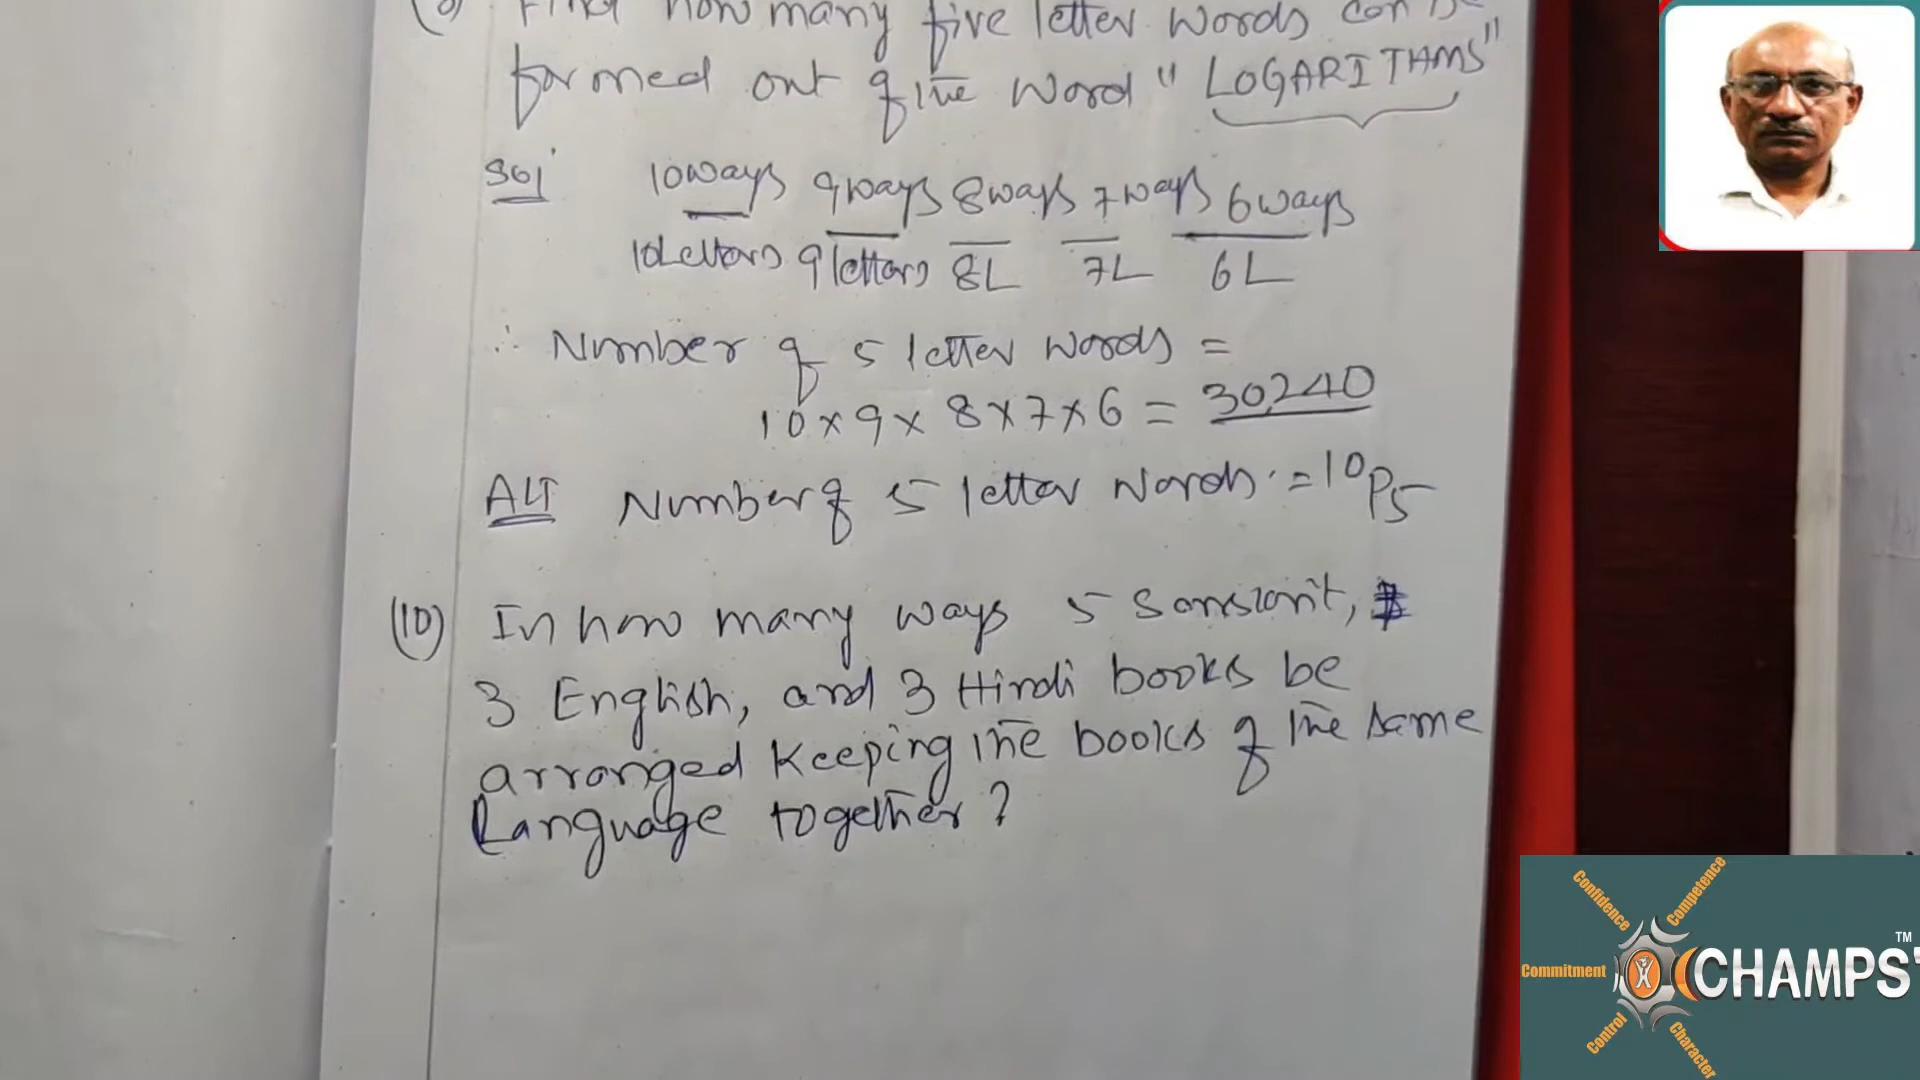 Find how many five letter words can be
formed out of the word "LOGARITHMS"
Sol
10ways 9ways 8ways 7ways 6ways
10Letters 9letters 8L 7L 6L
∴ Number of 5 letter words =
10 x 9 x 8 x 7 x 6 = 30,240
ALT Number of 5 letter words = 10P5
(10) In how many ways 5 Sanskrit,
3 English, and 3 Hindi books be
arranged keeping the books of the same
Language together?
Confidence
Competence
Commitment
CHAMPS
TM
Control
Character